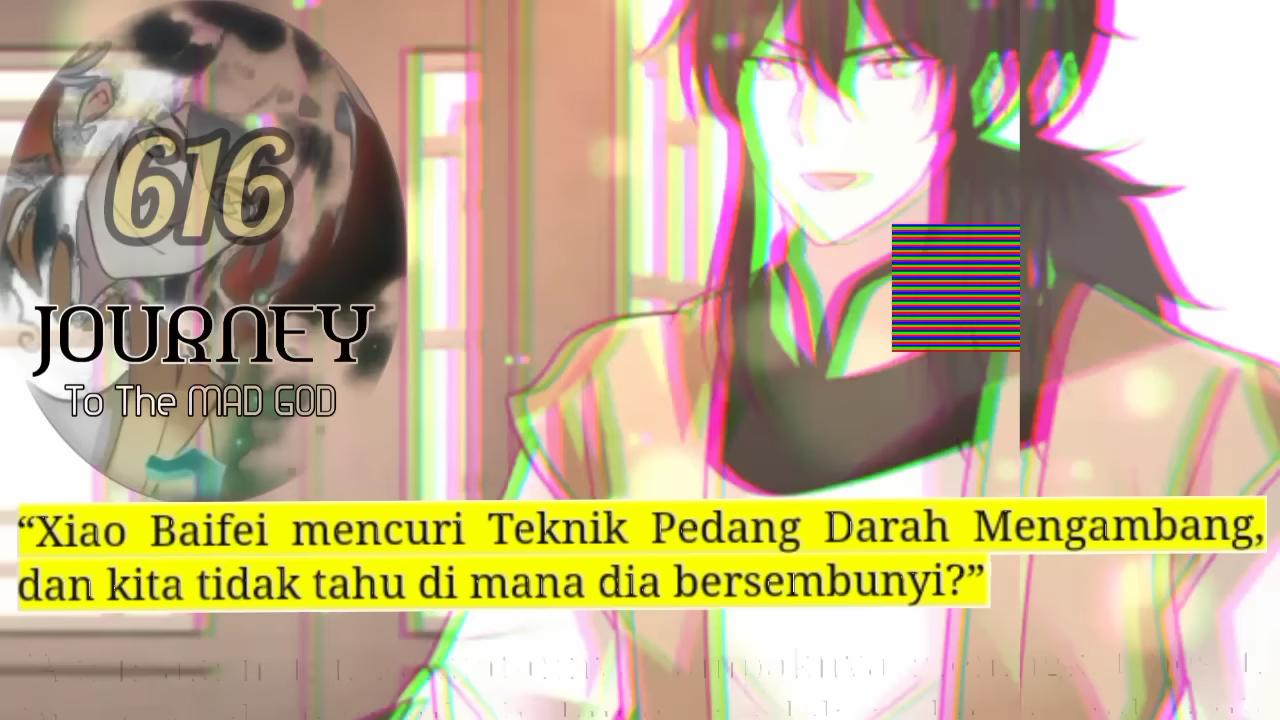 616
JOURNEY
To The MAD GOD
“Xiao Baifei mencuri Teknik Pedang Darah Mengambang,
dan kita tidak tahu di mana dia bersembunyi?”